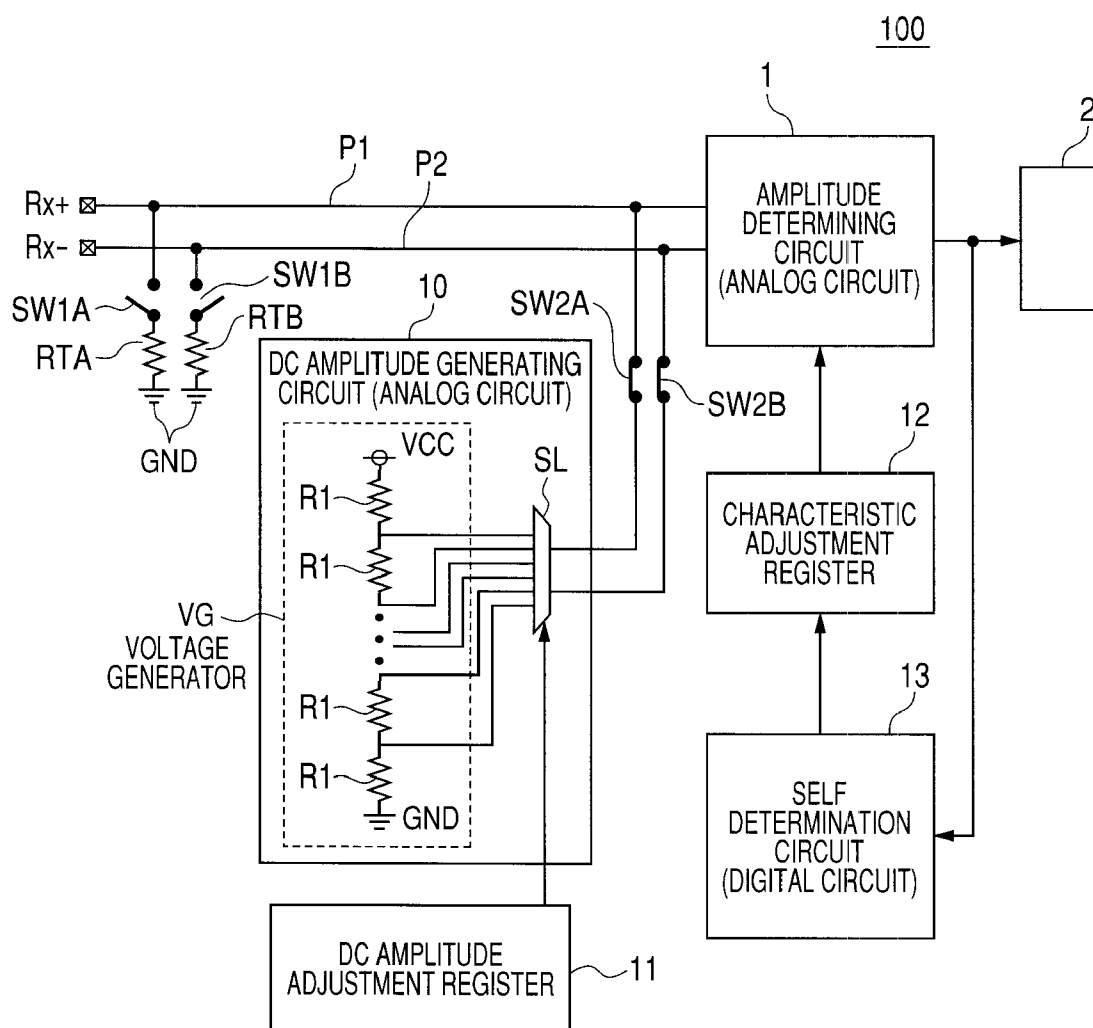 100
1
2
P1
P2
Rx+
Rx-
AMPLITUDE
DETERMINING
CIRCUIT
(ANALOG CIRCUIT)
SW1A
SW1B
RTA
RTB
GND
10
SW2A
SW2B
DC AMPLITUDE GENERATING
CIRCUIT (ANALOG CIRCUIT)
VCC
SL
R1
R1
R1
R1
GND
VG
VOLTAGE
GENERATOR
12
CHARACTERISTIC
ADJUSTMENT
REGISTER
13
SELF
DETERMINATION
CIRCUIT
(DIGITAL CIRCUIT)
DC AMPLITUDE
ADJUSTMENT REGISTER
11